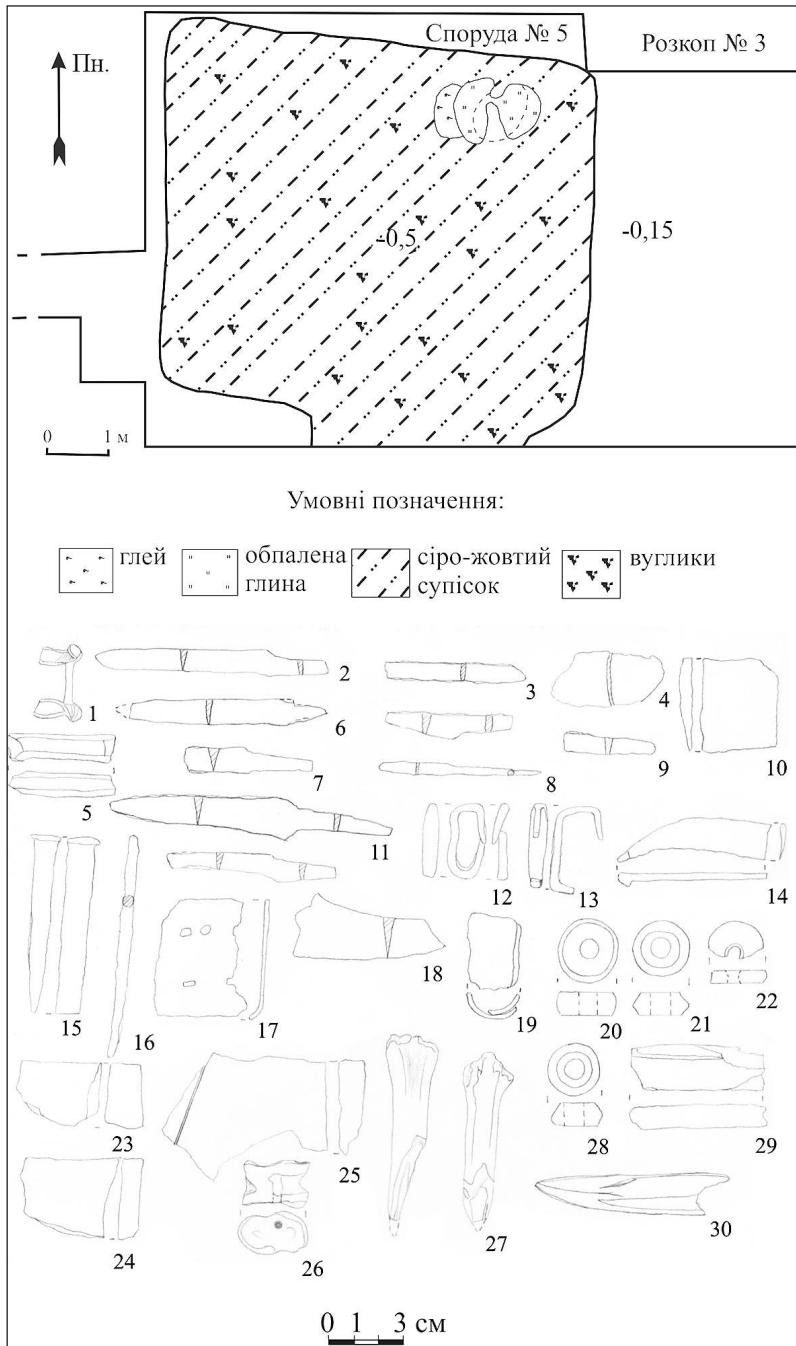 Споруда № 5
Розкоп № 3
Пн.
-0,5
-0,15
0 1 м
Умовні позначення:
глей
обпалена
глина
сіро-жовтий
супісок
вуглики
1
2
3
4
5
6
7
8
9
10
11
12
13
14
15
16
17
18
19
20
21
22
23
24
25
26
27
28
29
30
0 1 3 см